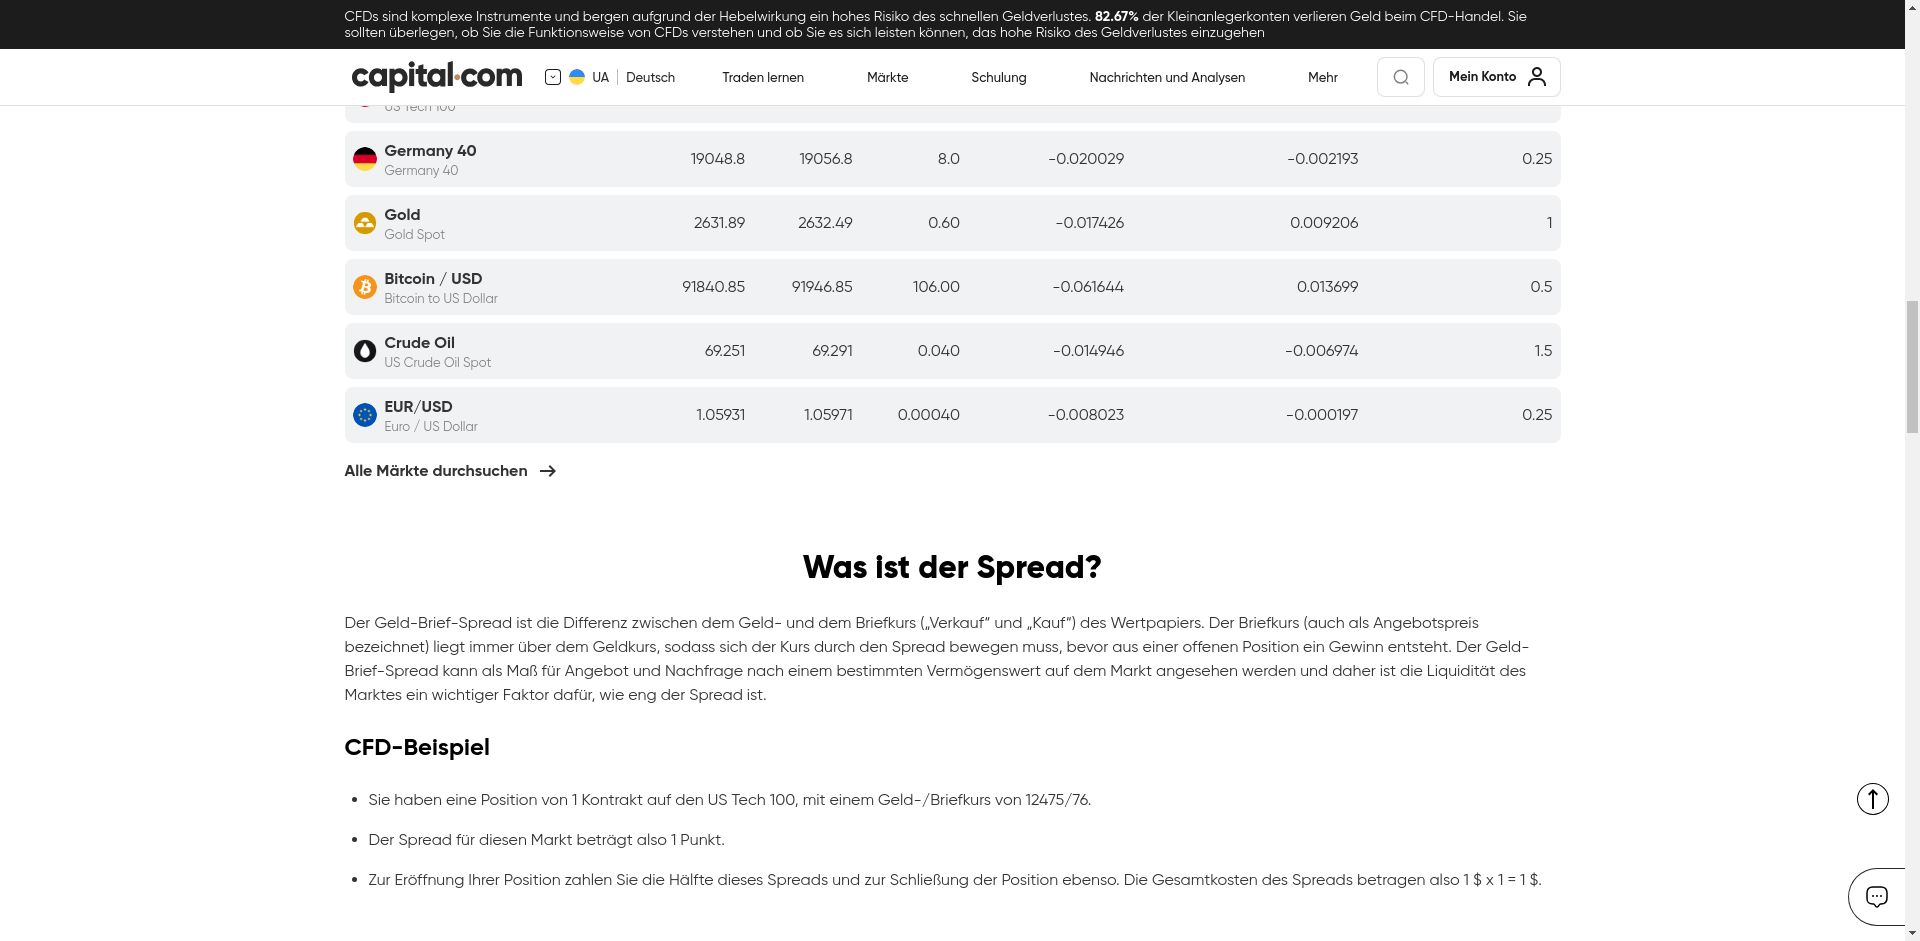 CFDs sind komplexe Instrumente und bergen aufgrund der Hebelwirkung ein hohes Risiko des schnellen Geldverlustes. 82.67% der Kleinanlegerkonten verlieren Geld beim CFD-Handel. Sie
sollten überlegen, ob Sie die Funktionsweise von CFDs verstehen und ob Sie es sich leisten können, das hohe Risiko des Geldverlustes einzugehen
capital.com UA Deutsch Traden lernen Märkte Schulung Nachrichten und Analysen Mehr Mein Konto
US Tech 100
Germany 40
Germany 40
19048.8 19056.8 8.0 -0.020029 -0.002193 0.25
Gold
Gold Spot
2631.89 2632.49 0.60 -0.017426 0.009206 1
Bitcoin / USD
Bitcoin to US Dollar
91840.85 91946.85 106.00 -0.061644 0.013699 0.5
Crude Oil
US Crude Oil Spot
69.251 69.291 0.040 -0.014946 -0.006974 1.5
EUR/USD
Euro / US Dollar
1.05931 1.05971 0.00040 -0.008023 -0.000197 0.25
Alle Märkte durchsuchen
Was ist der Spread?
Der Geld-Brief-Spread ist die Differenz zwischen dem Geld- und dem Briefkurs („Verkauf“ und „Kauf“) des Wertpapiers. Der Briefkurs (auch als Angebotspreis
bezeichnet) liegt immer über dem Geldkurs, sodass sich der Kurs durch den Spread bewegen muss, bevor aus einer offenen Position ein Gewinn entsteht. Der Geld-
Brief-Spread kann als Maß für Angebot und Nachfrage nach einem bestimmten Vermögenswert auf dem Markt angesehen werden und daher ist die Liquidität des
Marktes ein wichtiger Faktor dafür, wie eng der Spread ist.
CFD-Beispiel
• Sie haben eine Position von 1 Kontrakt auf den US Tech 100, mit einem Geld-/Briefkurs von 12475/76.
• Der Spread für diesen Markt beträgt also 1 Punkt.
• Zur Eröffnung Ihrer Position zahlen Sie die Hälfte dieses Spreads und zur Schließung der Position ebenso. Die Gesamtkosten des Spreads betragen also 1 $ x 1 = 1 $.